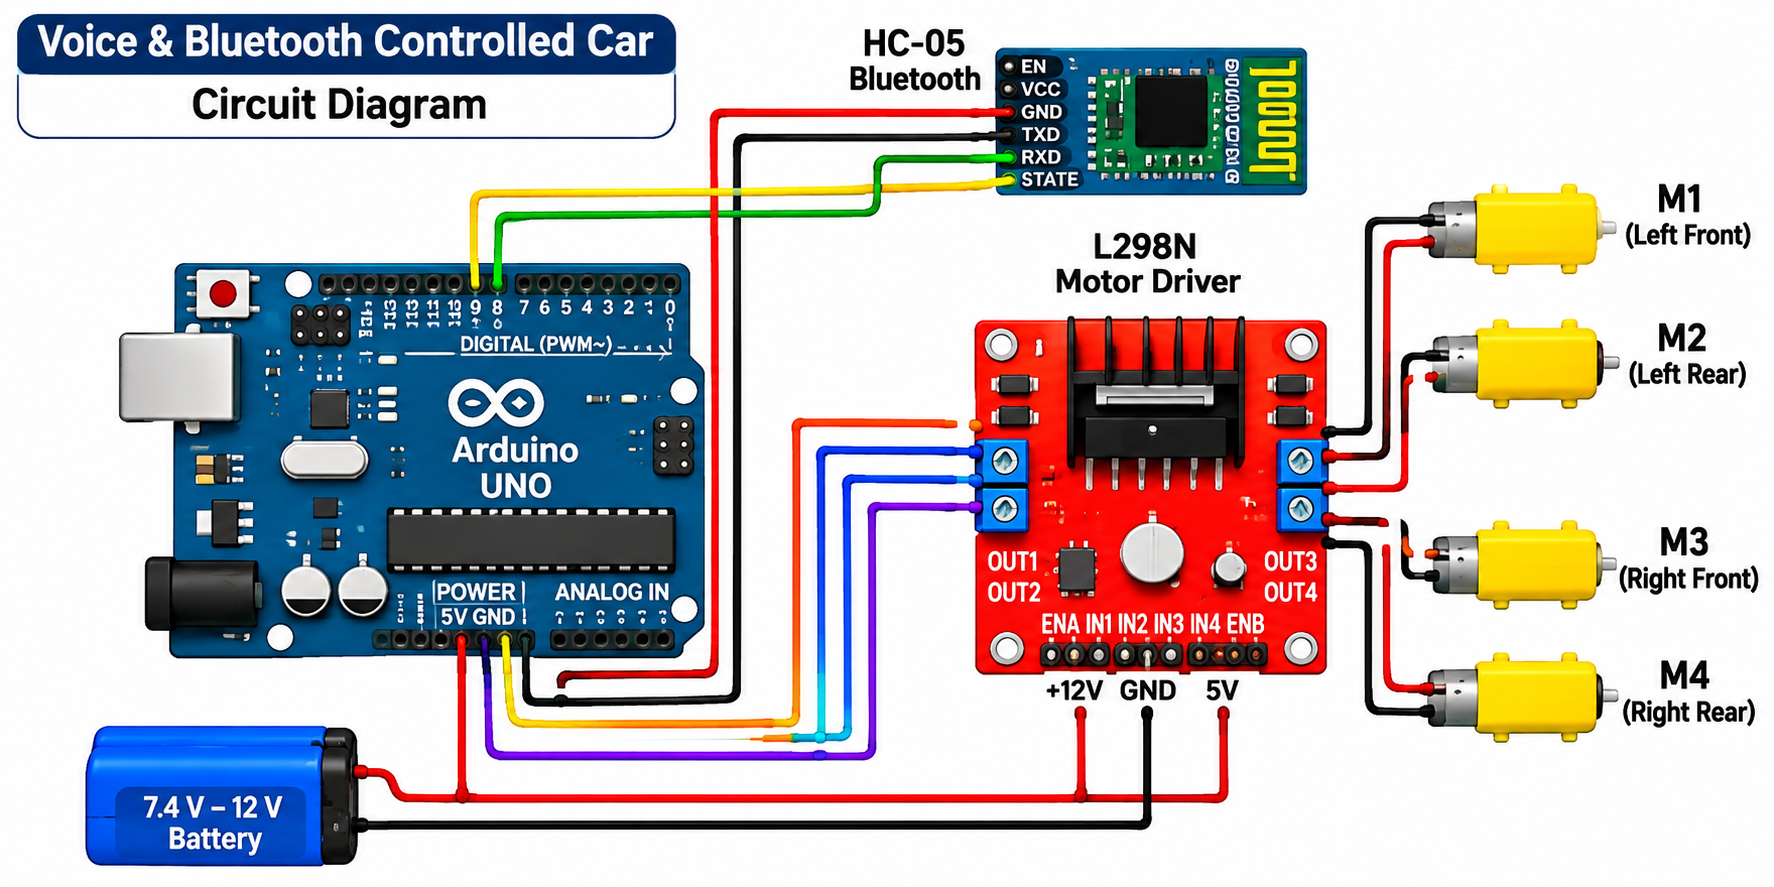 Voice & Bluetooth Controlled Car
Circuit Diagram
HC-05
Bluetooth
EN
VCC
GND
TXD
RXD
STATE
L298N
Motor Driver
M1
(Left Front)
M2
(Left Rear)
M3
(Right Front)
M4
(Right Rear)
9 8 7 6 5 4 3 2 1 0
DIGITAL (PWM~)
Arduino
UNO
POWER
ANALOG IN
5V GND
OUT1
OUT2
OUT3
OUT4
ENA IN1 IN2 IN3 IN4 ENB
+12V GND 5V
7.4 V – 12 V
Battery